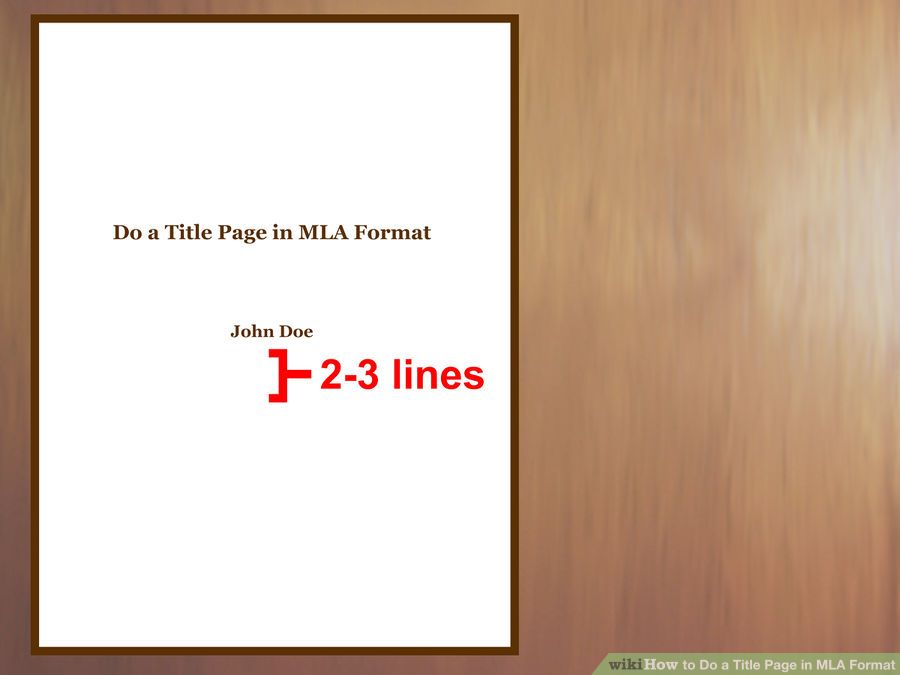 Do a Title Page in MLA Format
John Doe
2-3 lines
wikiHow to Do a Title Page in MLA Format